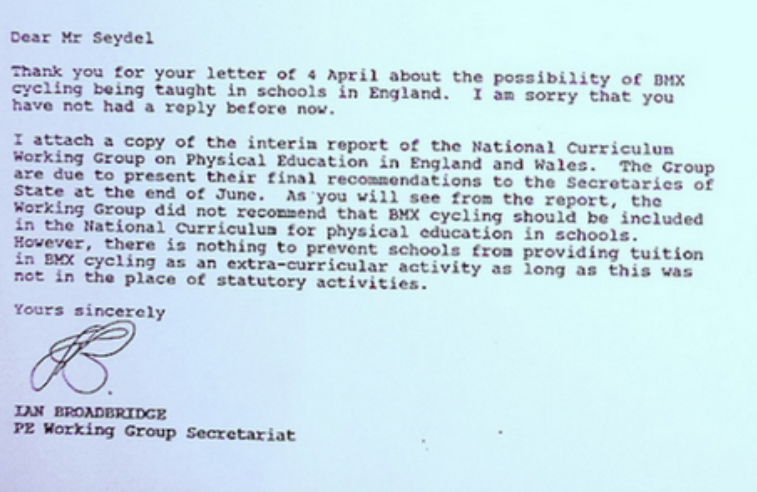 Dear Mr Seydel
Thank you for your letter of 4 April about the possibility of BMX
cycling being taught in schools in England. I am sorry that you
have not had a reply before now.
I attach a copy of the interim report of the National Curriculum
Working Group on Physical Education in England and Wales. The Group
are due to present their final recommendations to the Secretaries of
State at the end of June. As you will see from the report, the
Working Group did not recommend that BMX cycling should be included
in the National Curriculum for physical education in schools.
However, there is nothing to prevent schools from providing tuition
in BMX cycling as an extra-curricular activity as long as this was
not in the place of statutory activities.
Yours sincerely
IAN BROADBRIDGE
PE Working Group Secretariat